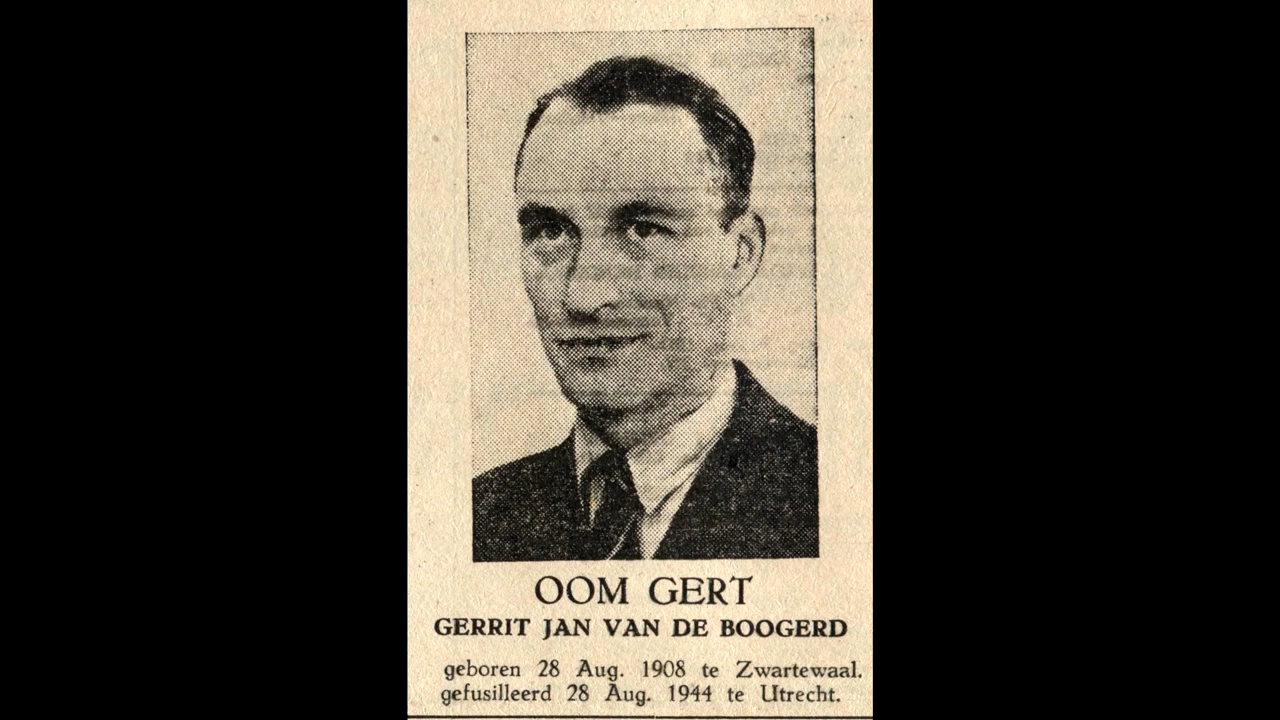 OOM GERT
GERRIT JAN VAN DE BOOGERD
geboren 28 Aug. 1908 te Zwartewaal.
gefusilleerd 28 Aug. 1944 te Utrecht.